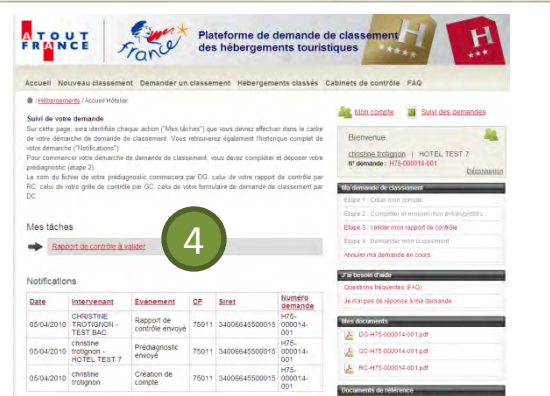 ATOUT
FRANCE
France
Plateforme de demande de classement
des hébergements touristiques
H
H
Accueil Nouveau classement Demander un classement Hébergements classés Cabinets de contrôle FAQ
/ Hébergements / Accueil Hôtelier
Mon compte Suivi des demandes
Suivi de votre demande
Sur cette page, sera identifiée chaque action ("Mes tâches") que vous devrez effectuer dans le cadre
de votre démarche de demande de classement. Vous retrouverez également l'historique complet de
votre démarche ("Notifications")
Pour commencer votre démarche de demande de classement, vous devez compléter et déposer votre
prédiagnostic (étape 2).
Le nom du fichier de votre prédiagnostic commencera par DG, celui de votre rapport de contrôle par
RC, celui de votre grille de contrôle par GC, celui de votre formulaire de demande de classement par
DC.
Bienvenue
christine trotignon | HOTEL TEST 7
N° demande : H75-000014-001
Déconnexion
Ma demande de classement
Etape 1 : Créer mon compte
Etape 2 : Compléter et envoyer mon prédiagnostic
Etape 3 : Valider mon rapport de contrôle
Etape 4 : Demander mon classement
Annuler ma demande en cours
Mes tâches
Rapport de contrôle à valider
4
J'ai besoin d'aide
Questions fréquentes (FAQ)
Je n'ai pas de réponse à ma demande
Notifications
Date Intervenant Evénement CP Siret Numéro demande
05/04/2010 CHRISTINE TROTIGNON - TEST BAC Rapport de contrôle envoyé 75011 34006645500015 H75-000014-001
05/04/2010 christine trotignon - HOTEL TEST 7 Prédiagnostic envoyé 75011 34006645500015 H75-000014-001
05/04/2010 christine trotignon Création de compte 75011 34006645500015 H75-000014-001
Mes documents
DG-H75-000014-001.pdf
GC-H75-000014-001.pdf
RC-H75-000014-001.pdf
Documents de référence